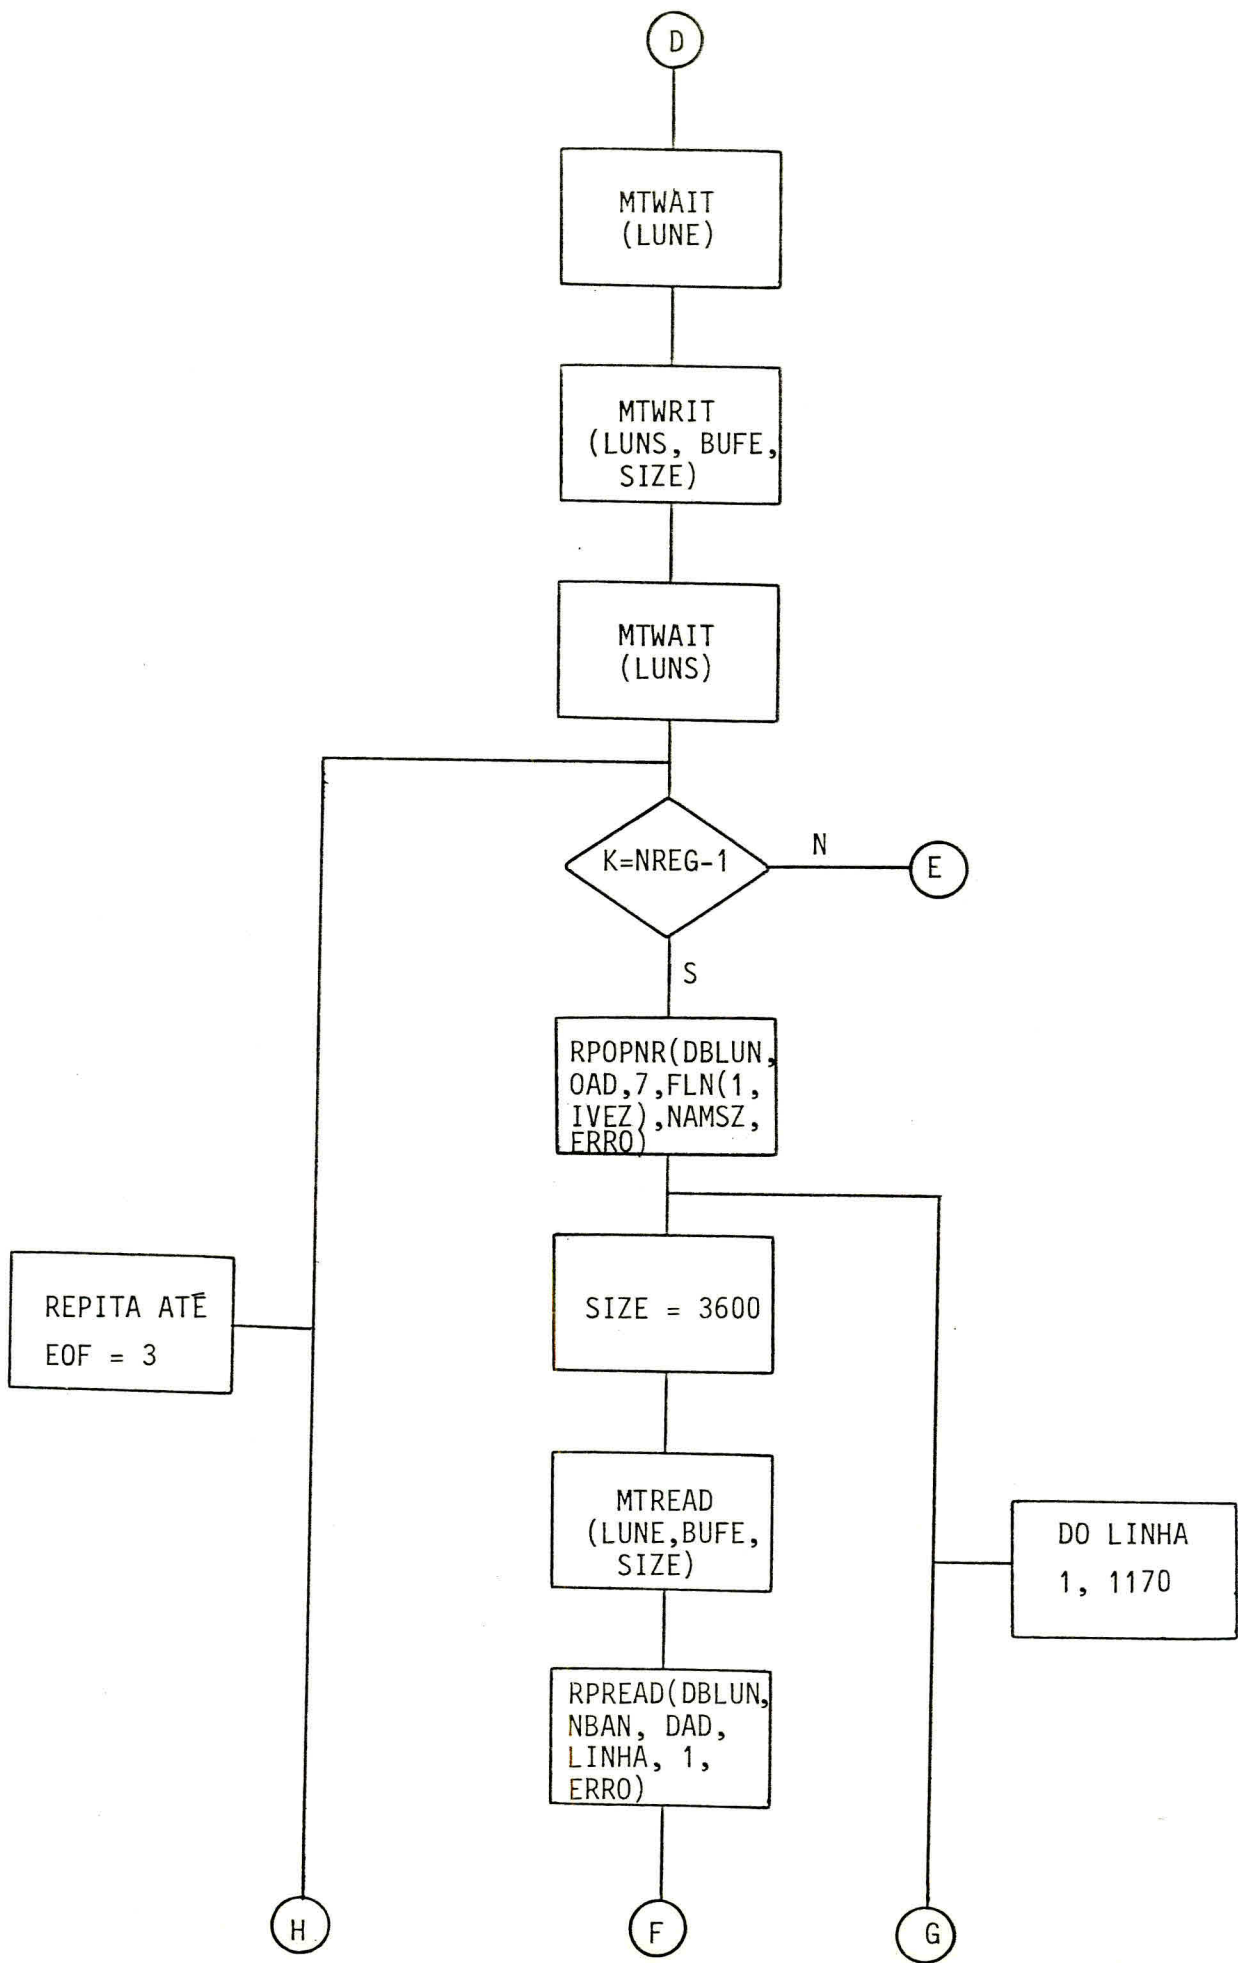 D
MTWAIT
(LUNE)
MTWRIT
(LUNS, BUFE,
SIZE)
MTWAIT
(LUNS)
K=NREG-1
N
E
S
RPOPNR(DBLUN,
OAD,7,FLN(1,
IVEZ),NAMSZ,
ERRO)
REPITA ATÉ
EOF = 3
SIZE = 3600
MTREAD
(LUNE,BUFE,
SIZE)
DO LINHA
1, 1170
RPREAD(DBLUN,
NBAN, DAD,
LINHA, 1,
ERRO)
H
F
G